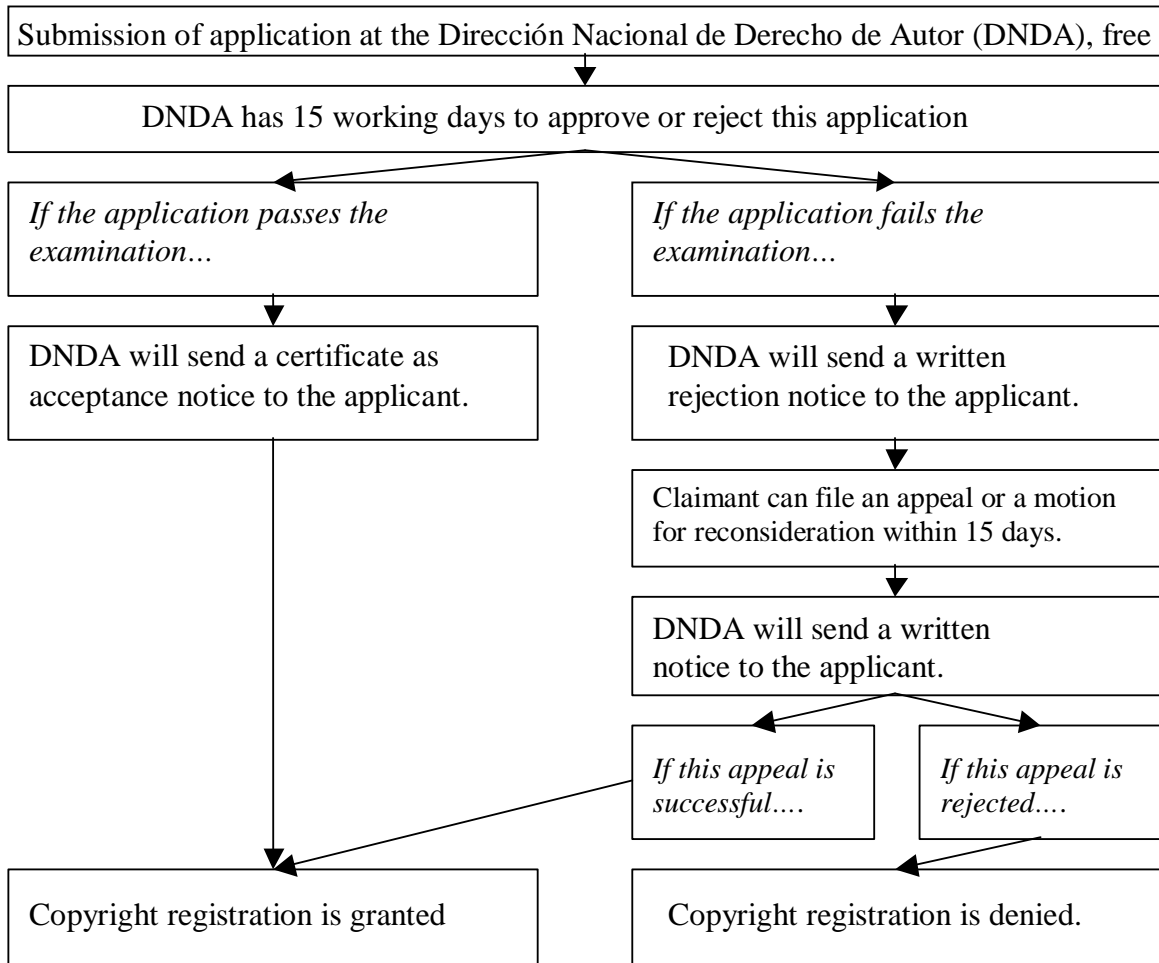 Submission of application at the Dirección Nacional de Derecho de Autor (DNDA), free
DNDA has 15 working days to approve or reject this application
If the application passes the
examination…
If the application fails the
examination…
DNDA will send a certificate as
acceptance notice to the applicant.
DNDA will send a written
rejection notice to the applicant.
Claimant can file an appeal or a motion
for reconsideration within 15 days.
DNDA will send a written
notice to the applicant.
If this appeal is
successful….
If this appeal is
rejected….
Copyright registration is granted
Copyright registration is denied.